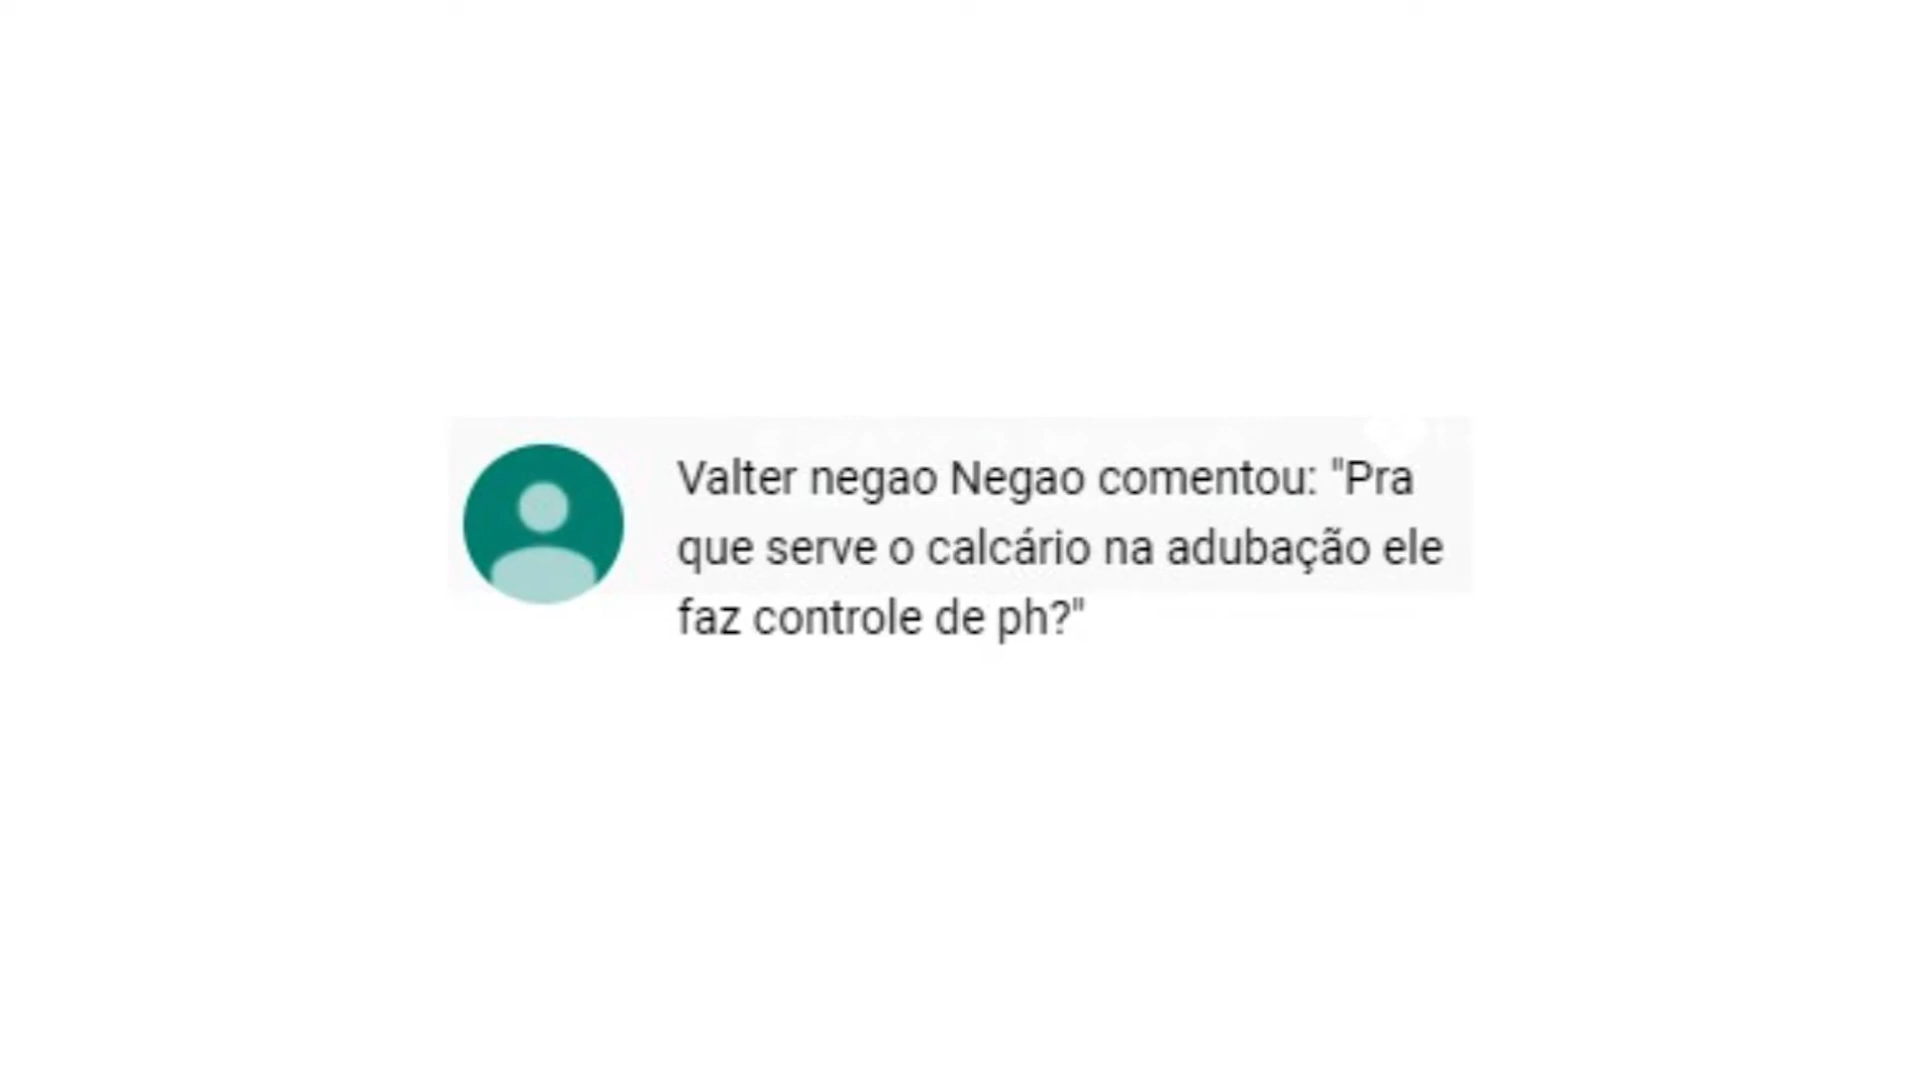 Valter negao Negao comentou: "Pra
que serve o calcário na adubação ele
faz controle de ph?"